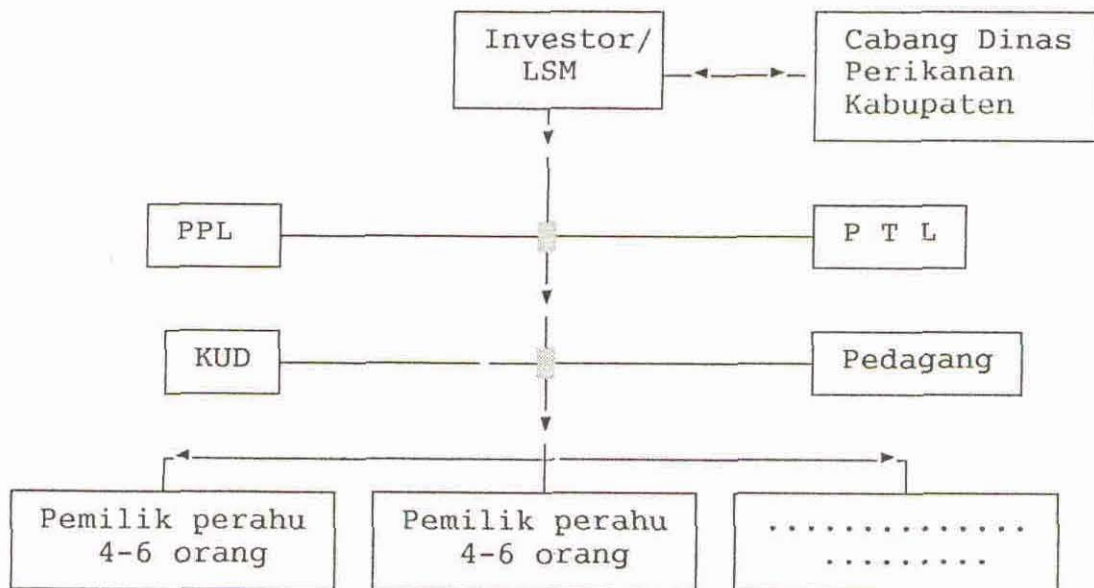 Investor/
LSM
Cabang Dinas
Perikanan
Kabupaten
PPL
P T L
KUD
Pedagang
Pemilik perahu
4-6 orang
Pemilik perahu
4-6 orang
..............
.........